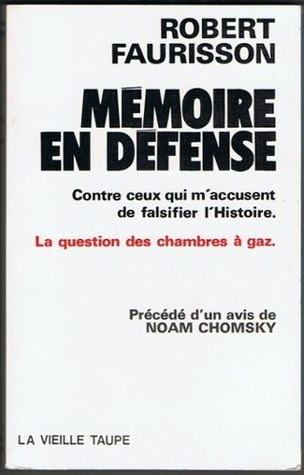 ROBERT
FAURISSON
MÉMOIRE
EN DÉFENSE
Contre ceux qui m'accusent
de falsifier l'Histoire.
La question des chambres à gaz.
Précédé d'un avis de
NOAM CHOMSKY
LA VIEILLE TAUPE